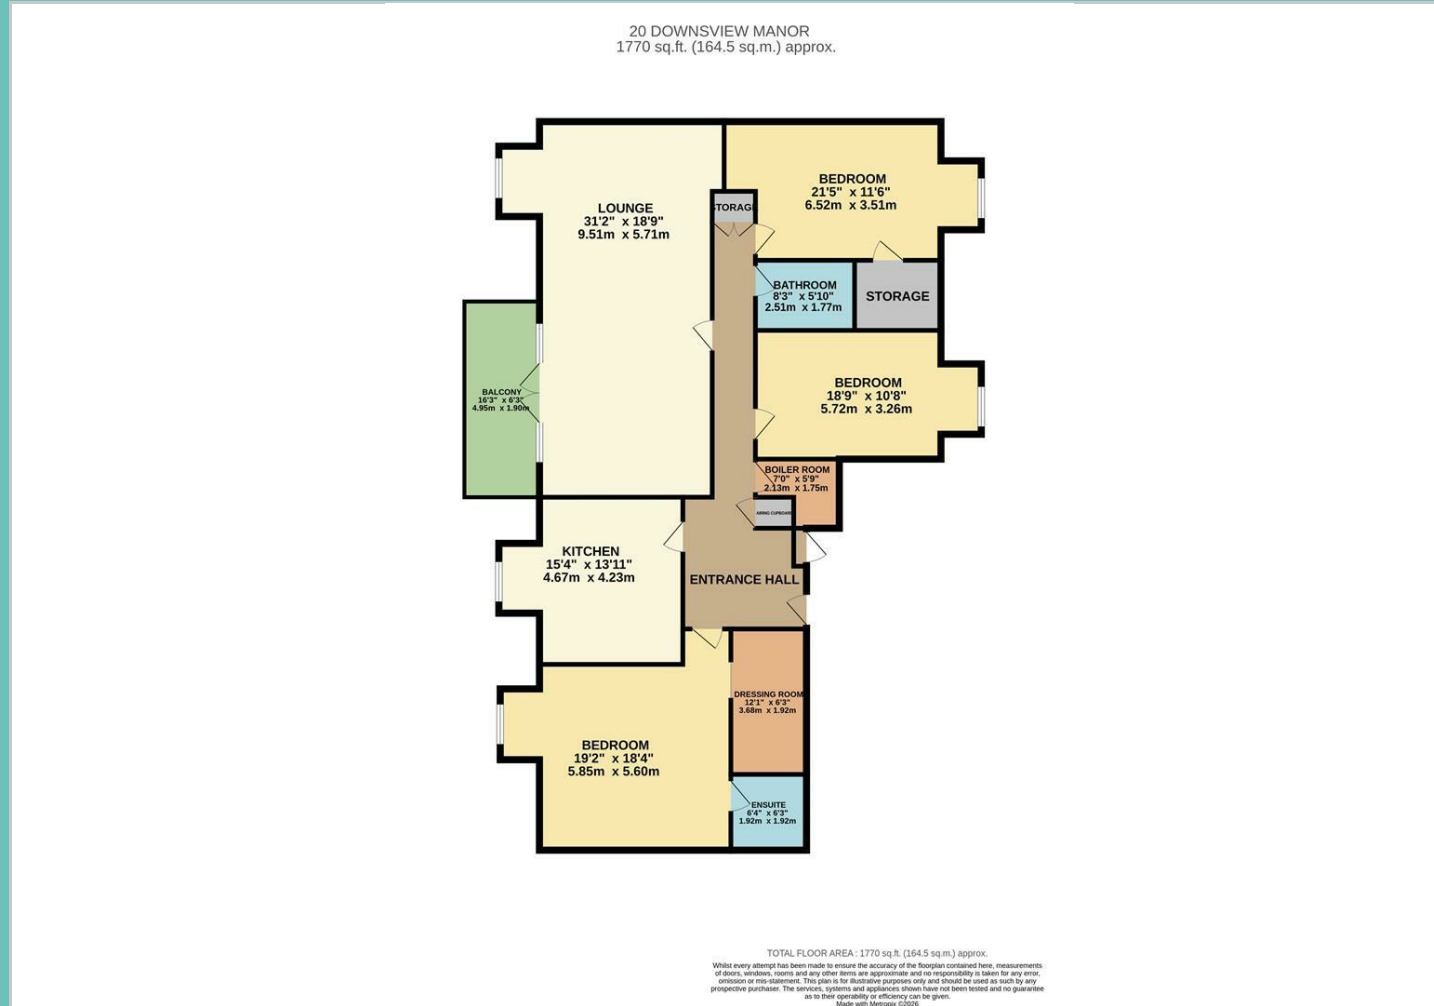 20 DOWNSVIEW MANOR
1770 sq.ft. (164.5 sq.m.) approx.
LOUNGE
31'2" x 18'9"
9.51m x 5.71m
BEDROOM
21'5" x 11'6"
6.52m x 3.51m
STORAGE
BATHROOM
8'3" x 5'10"
2.51m x 1.77m
STORAGE
BALCONY
16'3" x 6'3"
4.95m x 1.90m
BEDROOM
18'9" x 10'8"
5.72m x 3.26m
BOILER ROOM
7'0" x 5'9"
2.13m x 1.75m
AIRING CUPBOARD
KITCHEN
15'4" x 13'11"
4.67m x 4.23m
ENTRANCE HALL
DRESSING ROOM
12'1" x 6'3"
3.68m x 1.92m
BEDROOM
19'2" x 18'4"
5.85m x 5.60m
ENSUITE
6'4" x 6'3"
1.92m x 1.92m
TOTAL FLOOR AREA : 1770 sq.ft. (164.5 sq.m.) approx.
Whilst every attempt has been made to ensure the accuracy of the floorplan contained here, measurements
of doors, windows, rooms and any other items are approximate and no responsibility is taken for any error,
omission or mis-statement. This plan is for illustrative purposes only and should be used as such by any
prospective purchaser. The services, systems and appliances shown have not been tested and no guarantee
as to their operability or efficiency can be given.
Made with Metropix ©2026